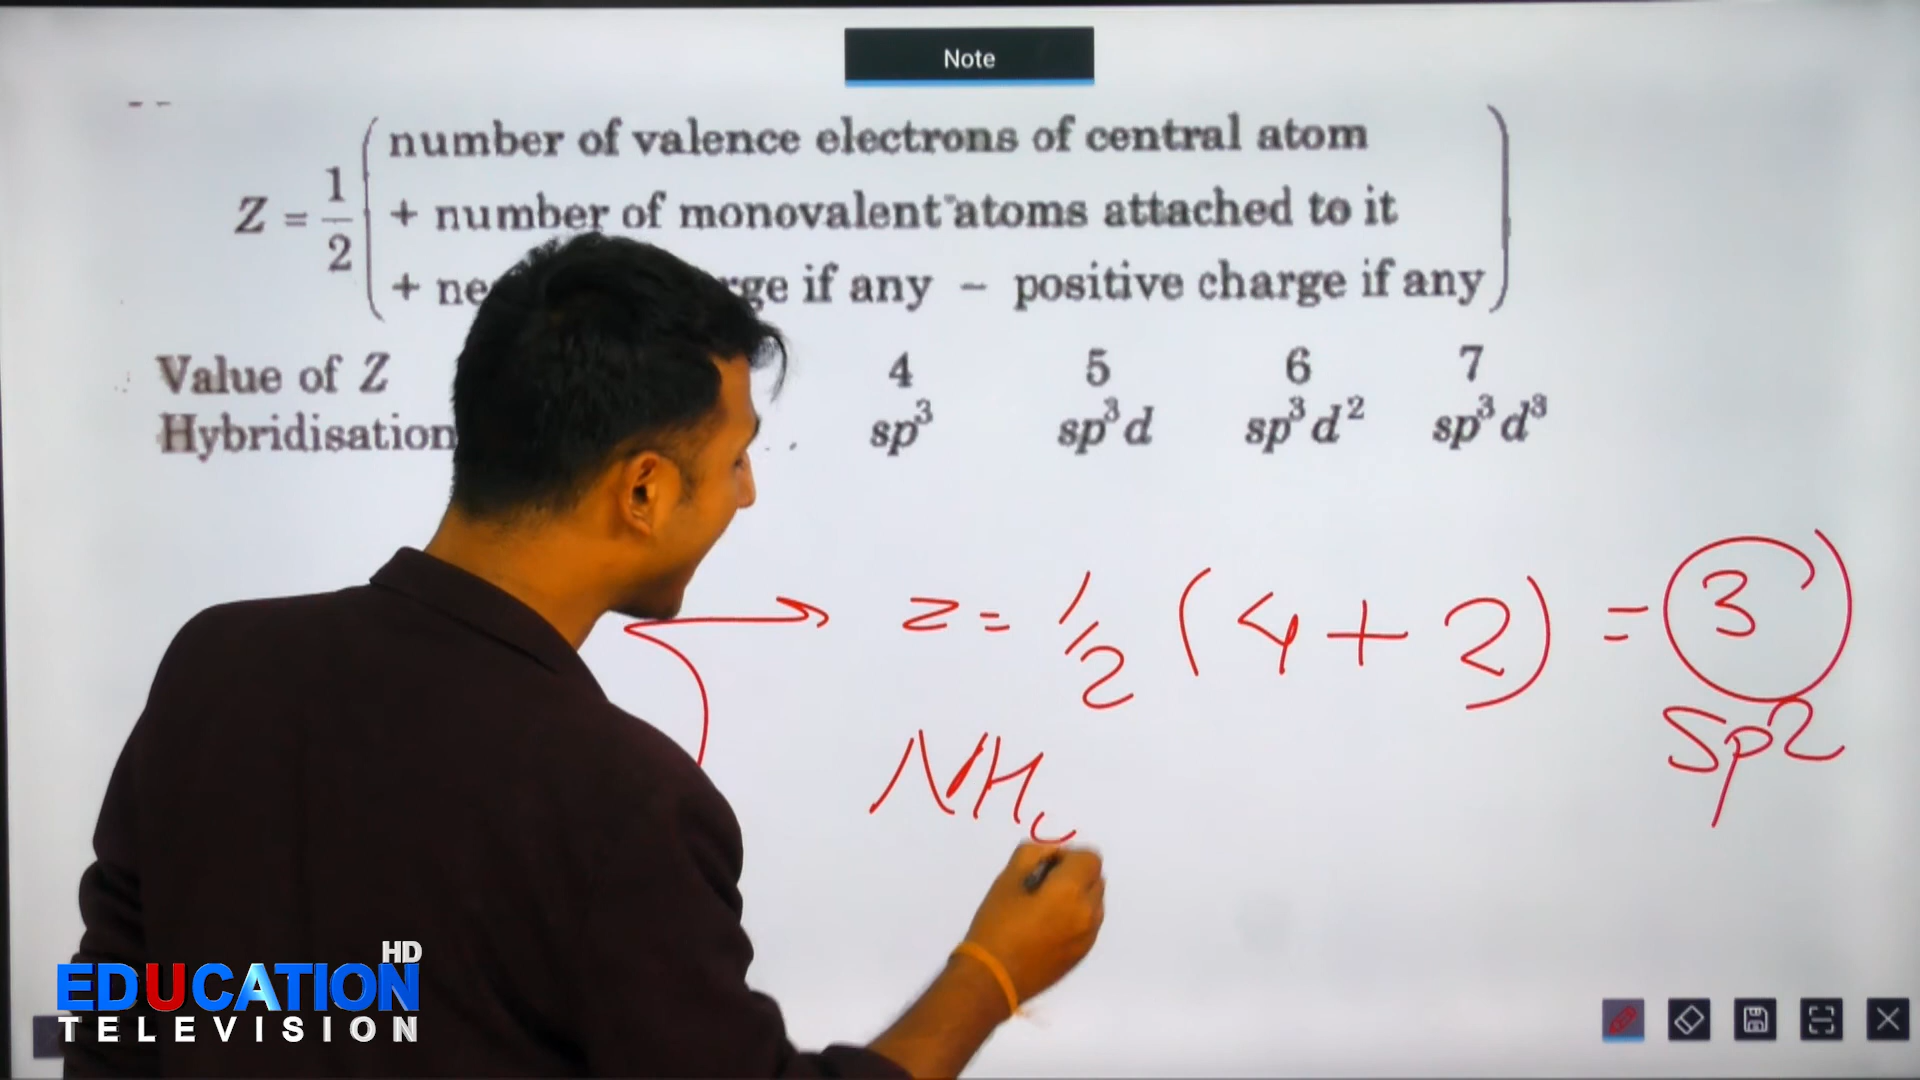 Note
number of valence electrons of central atom
Z = 1/2 + number of monovalent atoms attached to it
+ ne rge if any – positive charge if any
Value of Z 4 5 6 7
Hybridisation sp³ sp³d sp³d² sp³d³
z = 1/2 (4 + 2) = 3
Sp2
NH
HD
EDUCATION
TELEVISION